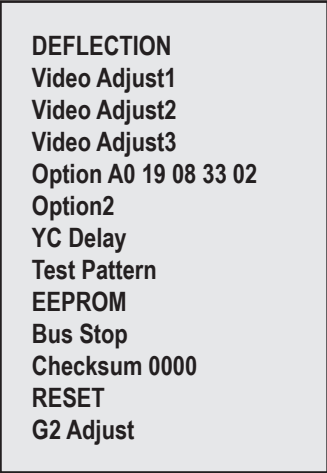 DEFLECTION
Video Adjust1
Video Adjust2
Video Adjust3
Option A0 19 08 33 02
Option2
YC Delay
Test Pattern
EEPROM
Bus Stop
Checksum 0000
RESET
G2 Adjust